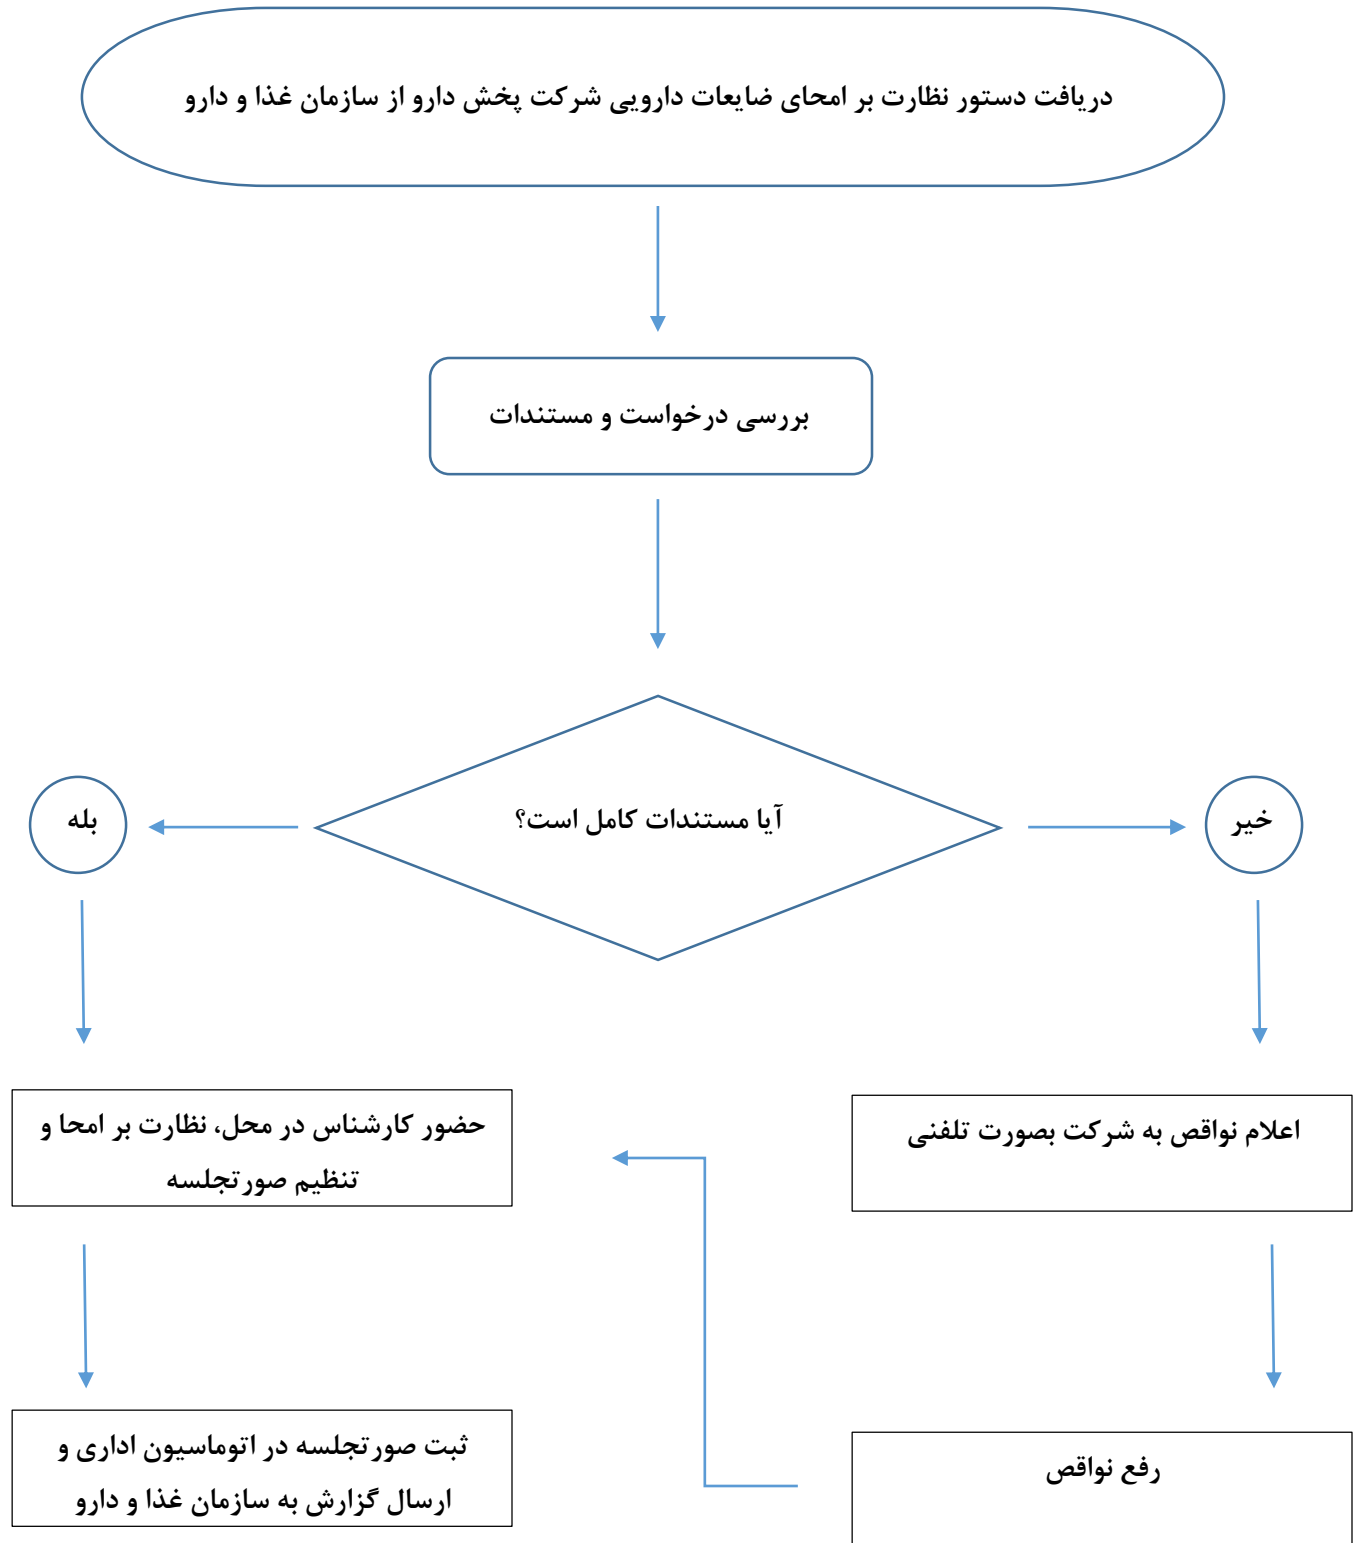 دریافت دستور نظارت بر امحای ضایعات دارویی شرکت پخش دارو از سازمان غذا و دارو
بررسی درخواست و مستندات
آیا مستندات کامل است؟
خیر
بله
اعلام نواقص به شرکت بصورت تلفنی
حضور کارشناس در محل، نظارت بر امحا و
تنظیم صورتجلسه
رفع نواقص
ثبت صورتجلسه در اتوماسیون اداری و
ارسال گزارش به سازمان غذا و دارو